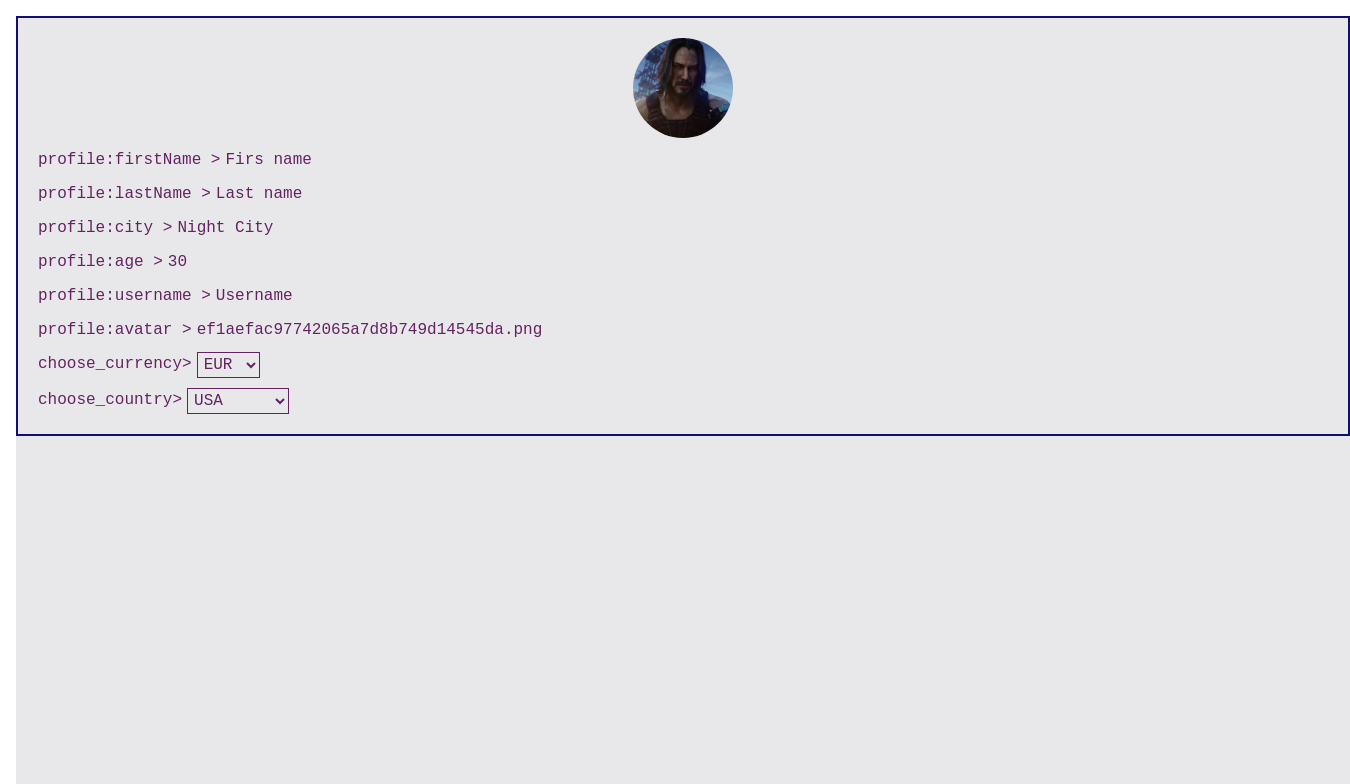 profile:firstName > Firs name
profile:lastName > Last name
profile:city > Night City
profile:age > 30
profile:username > Username
profile:avatar > ef1aefac97742065a7d8b749d14545da.png
choose_currency> EUR
choose_country> USA